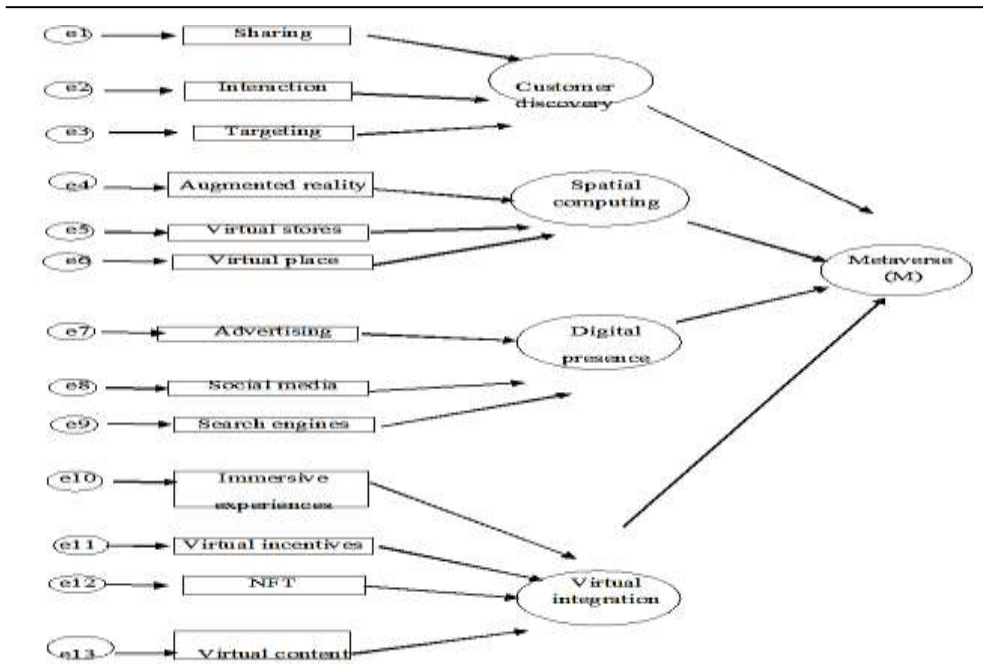 e1 Sharing
Customer
discovery
e2 Interaction
e3 Targeting
e4 Augmented reality
Spatial
computing
e5 Virtual stores
e6 Virtual place
Metaverse
(M)
e7 Advertising
Digital
presence
e8 Social media
e9 Search engines
e10 Immersive
experiences
e11 Virtual incentives
e12 NFT
Virtual
integration
e13 Virtual content